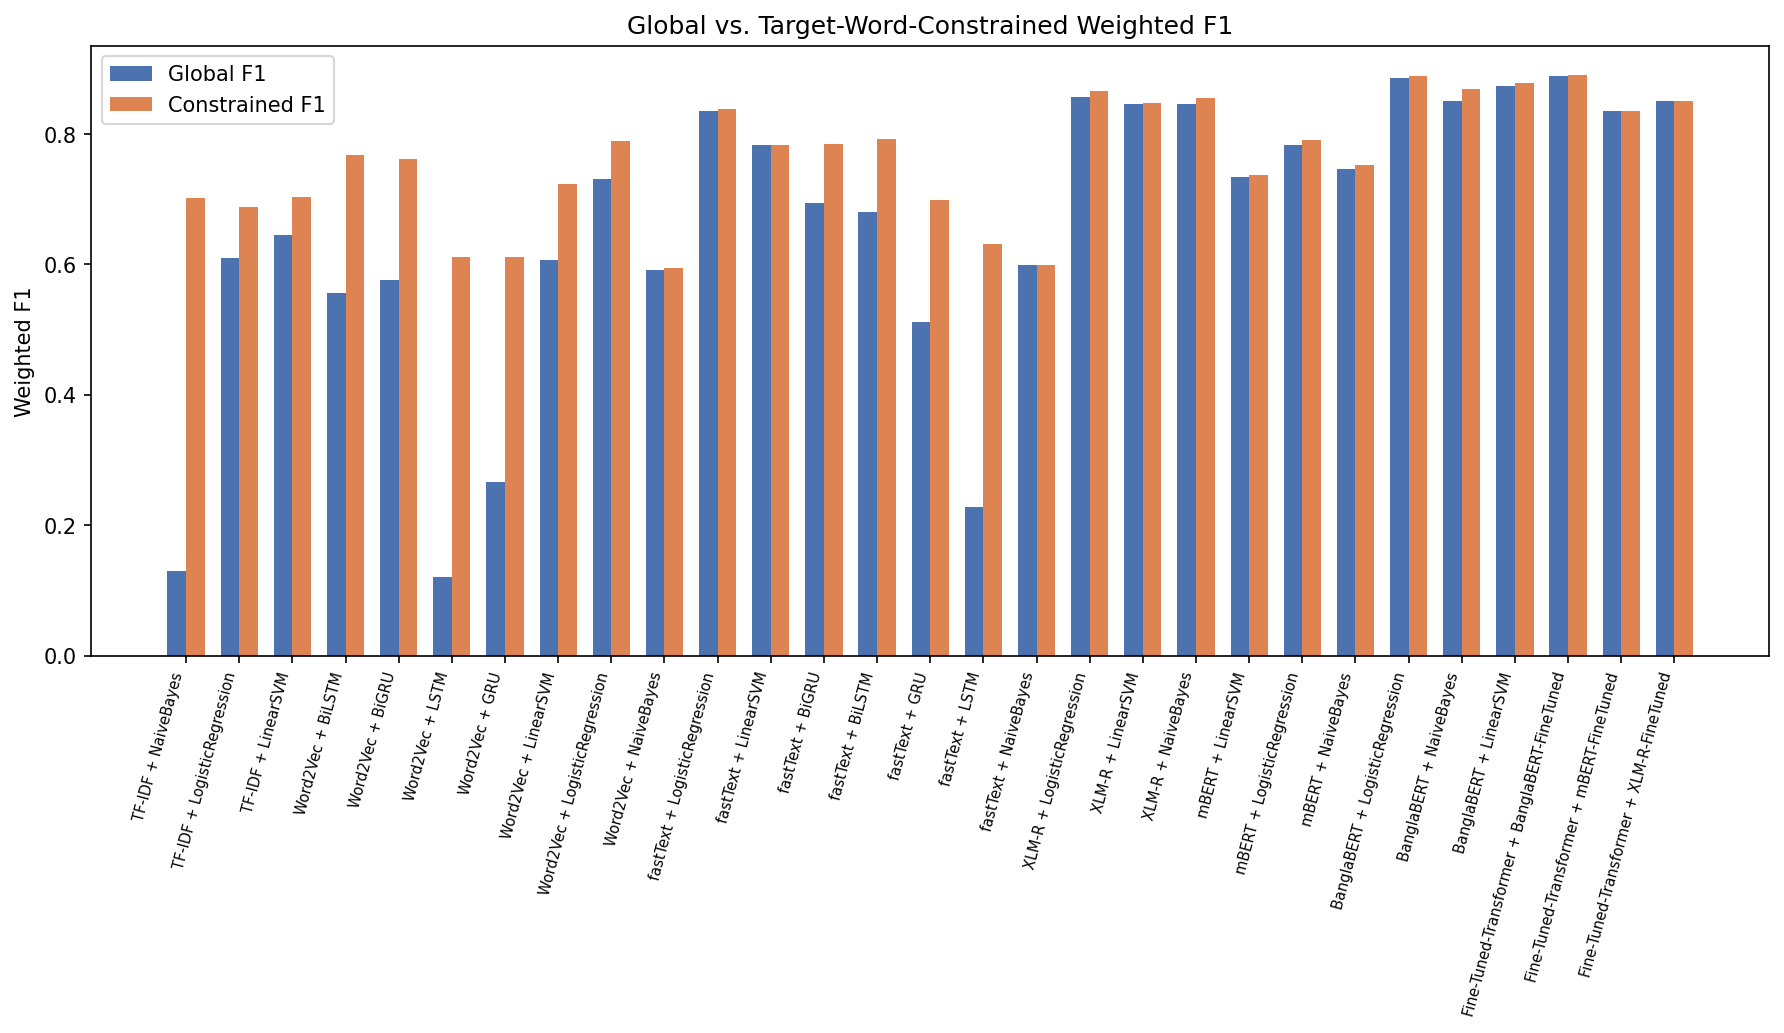 Global vs. Target-Word-Constrained Weighted F1
Global F1
Constrained F1
Weighted F1
0.8
0.6
0.4
0.2
0.0
TF-IDF + NaiveBayes
TF-IDF + LogisticRegression
TF-IDF + LinearSVM
Word2Vec + BiLSTM
Word2Vec + BiGRU
Word2Vec + LSTM
Word2Vec + GRU
Word2Vec + LinearSVM
Word2Vec + LogisticRegression
Word2Vec + NaiveBayes
fastText + LogisticRegression
fastText + LinearSVM
fastText + BiGRU
fastText + BiLSTM
fastText + GRU
fastText + LSTM
fastText + NaiveBayes
XLM-R + LogisticRegression
XLM-R + LinearSVM
XLM-R + NaiveBayes
mBERT + LinearSVM
mBERT + LogisticRegression
mBERT + NaiveBayes
BanglaBERT + LogisticRegression
BanglaBERT + NaiveBayes
BanglaBERT + LinearSVM
Fine-Tuned-Transformer + BanglaBERT-FineTuned
Fine-Tuned-Transformer + mBERT-FineTuned
Fine-Tuned-Transformer + XLM-R-FineTuned